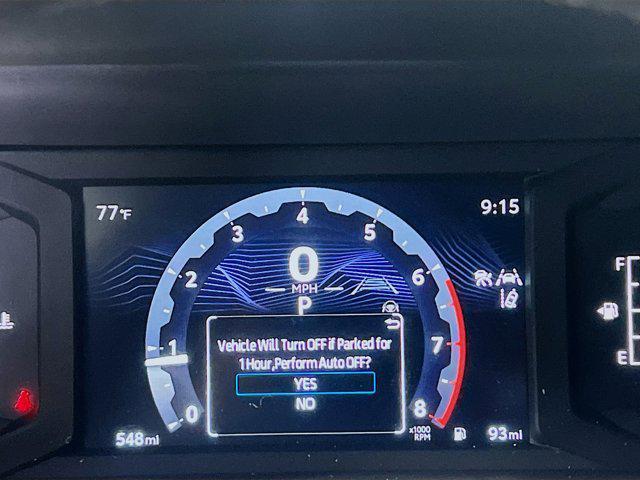 77°F
9:15
4
3
5
0
MPH
2
6
P
F
Vehicle Will Turn OFF if Parked for
1 Hour,Perform Auto OFF?
1
7
YES
E
NO
0
8
x1000
RPM
548mi
93mi